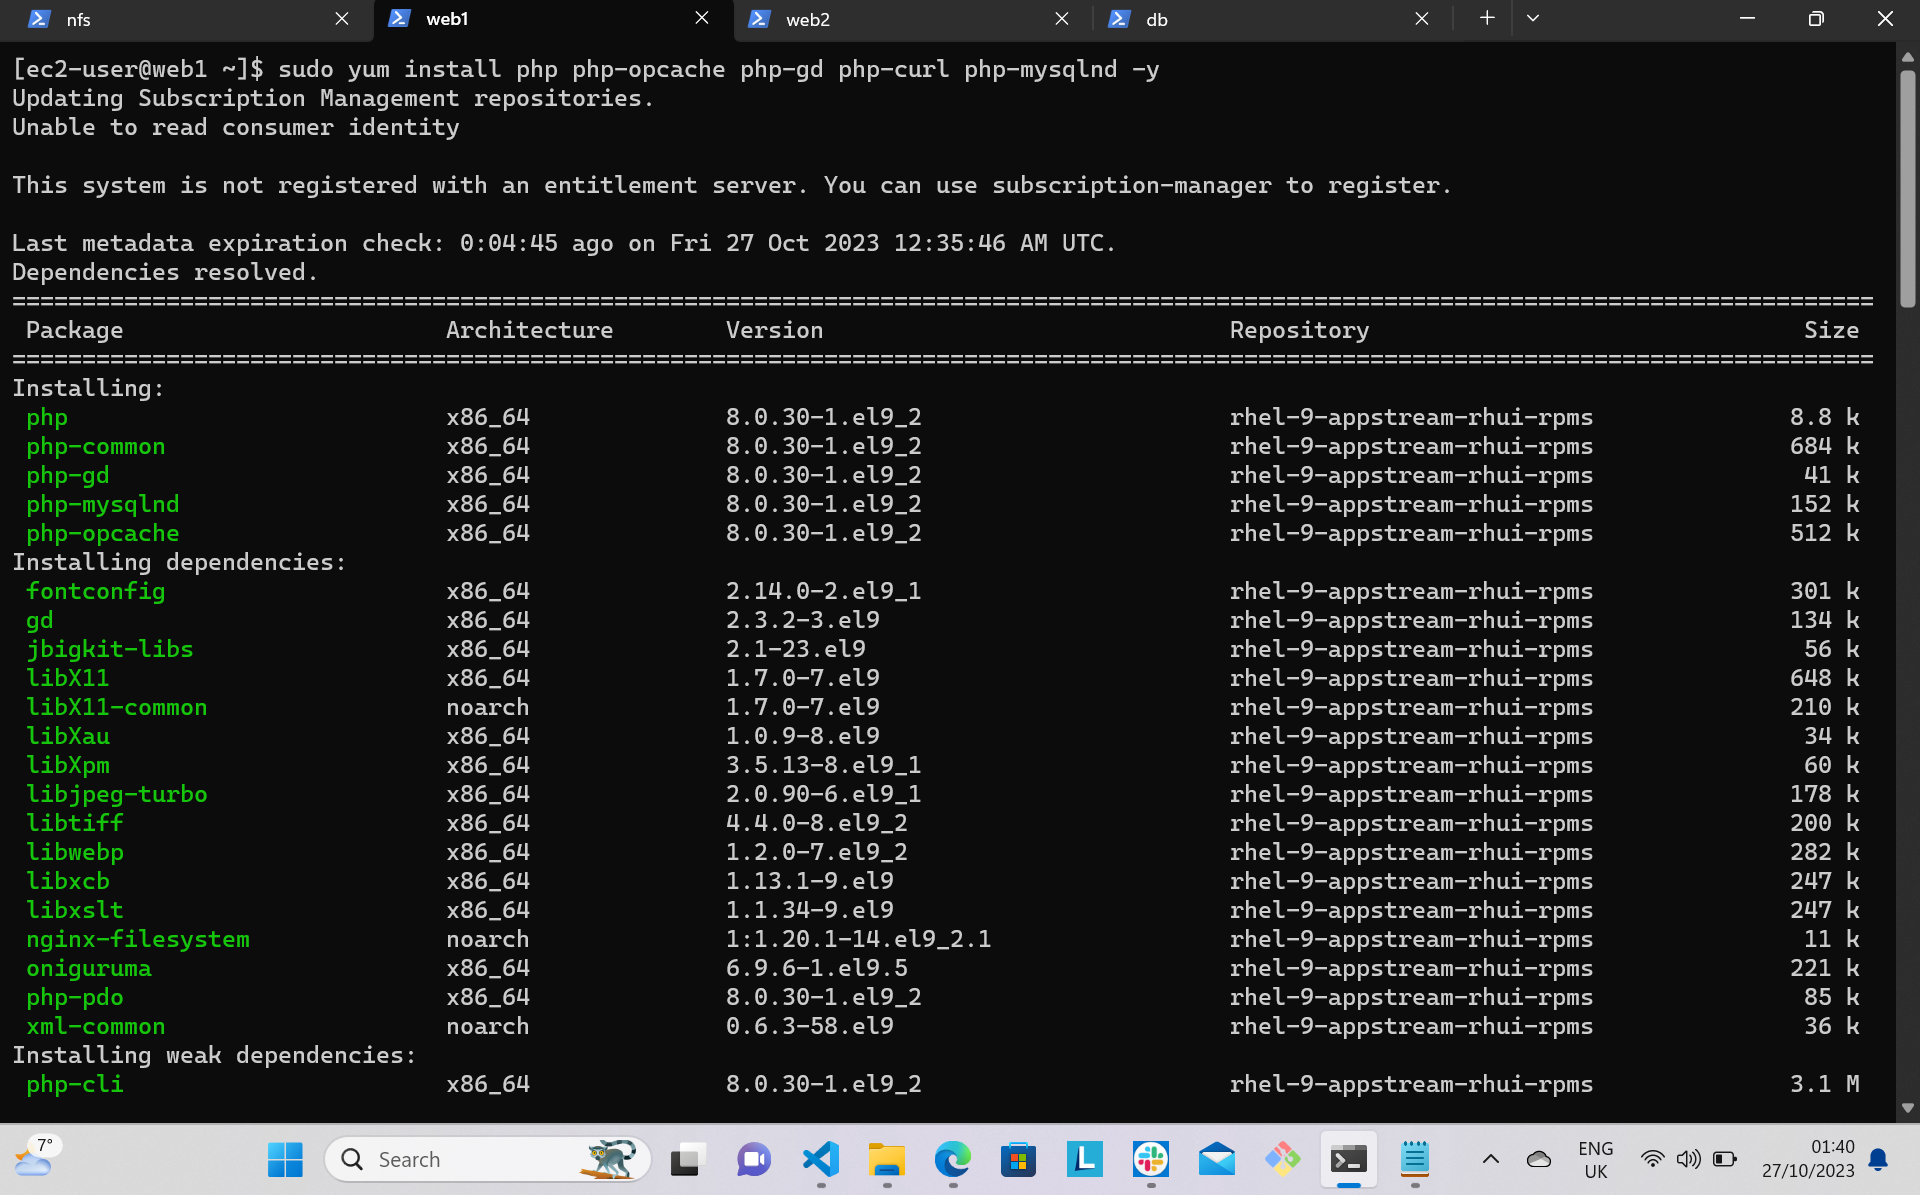 nfs web1 web2 db
[ec2-user@web1 ~]$ sudo yum install php php-opcache php-gd php-curl php-mysqlnd -y
Updating Subscription Management repositories.
Unable to read consumer identity
This system is not registered with an entitlement server. You can use subscription-manager to register.
Last metadata expiration check: 0:04:45 ago on Fri 27 Oct 2023 12:35:46 AM UTC.
Dependencies resolved.
Package Architecture Version Repository Size
Installing:
php x86_64 8.0.30-1.el9_2 rhel-9-appstream-rhui-rpms 8.8 k
php-common x86_64 8.0.30-1.el9_2 rhel-9-appstream-rhui-rpms 684 k
php-gd x86_64 8.0.30-1.el9_2 rhel-9-appstream-rhui-rpms 41 k
php-mysqlnd x86_64 8.0.30-1.el9_2 rhel-9-appstream-rhui-rpms 152 k
php-opcache x86_64 8.0.30-1.el9_2 rhel-9-appstream-rhui-rpms 512 k
Installing dependencies:
fontconfig x86_64 2.14.0-2.el9_1 rhel-9-appstream-rhui-rpms 301 k
gd x86_64 2.3.2-3.el9 rhel-9-appstream-rhui-rpms 134 k
jbigkit-libs x86_64 2.1-23.el9 rhel-9-appstream-rhui-rpms 56 k
libX11 x86_64 1.7.0-7.el9 rhel-9-appstream-rhui-rpms 648 k
libX11-common noarch 1.7.0-7.el9 rhel-9-appstream-rhui-rpms 210 k
libXau x86_64 1.0.9-8.el9 rhel-9-appstream-rhui-rpms 34 k
libXpm x86_64 3.5.13-8.el9_1 rhel-9-appstream-rhui-rpms 60 k
libjpeg-turbo x86_64 2.0.90-6.el9_1 rhel-9-appstream-rhui-rpms 178 k
libtiff x86_64 4.4.0-8.el9_2 rhel-9-appstream-rhui-rpms 200 k
libwebp x86_64 1.2.0-7.el9_2 rhel-9-appstream-rhui-rpms 282 k
libxcb x86_64 1.13.1-9.el9 rhel-9-appstream-rhui-rpms 247 k
libxslt x86_64 1.1.34-9.el9 rhel-9-appstream-rhui-rpms 247 k
nginx-filesystem noarch 1:1.20.1-14.el9_2.1 rhel-9-appstream-rhui-rpms 11 k
oniguruma x86_64 6.9.6-1.el9.5 rhel-9-appstream-rhui-rpms 221 k
php-pdo x86_64 8.0.30-1.el9_2 rhel-9-appstream-rhui-rpms 85 k
xml-common noarch 0.6.3-58.el9 rhel-9-appstream-rhui-rpms 36 k
Installing weak dependencies:
php-cli x86_64 8.0.30-1.el9_2 rhel-9-appstream-rhui-rpms 3.1 M
7°
Search
L
ENG
UK
01:40
27/10/2023